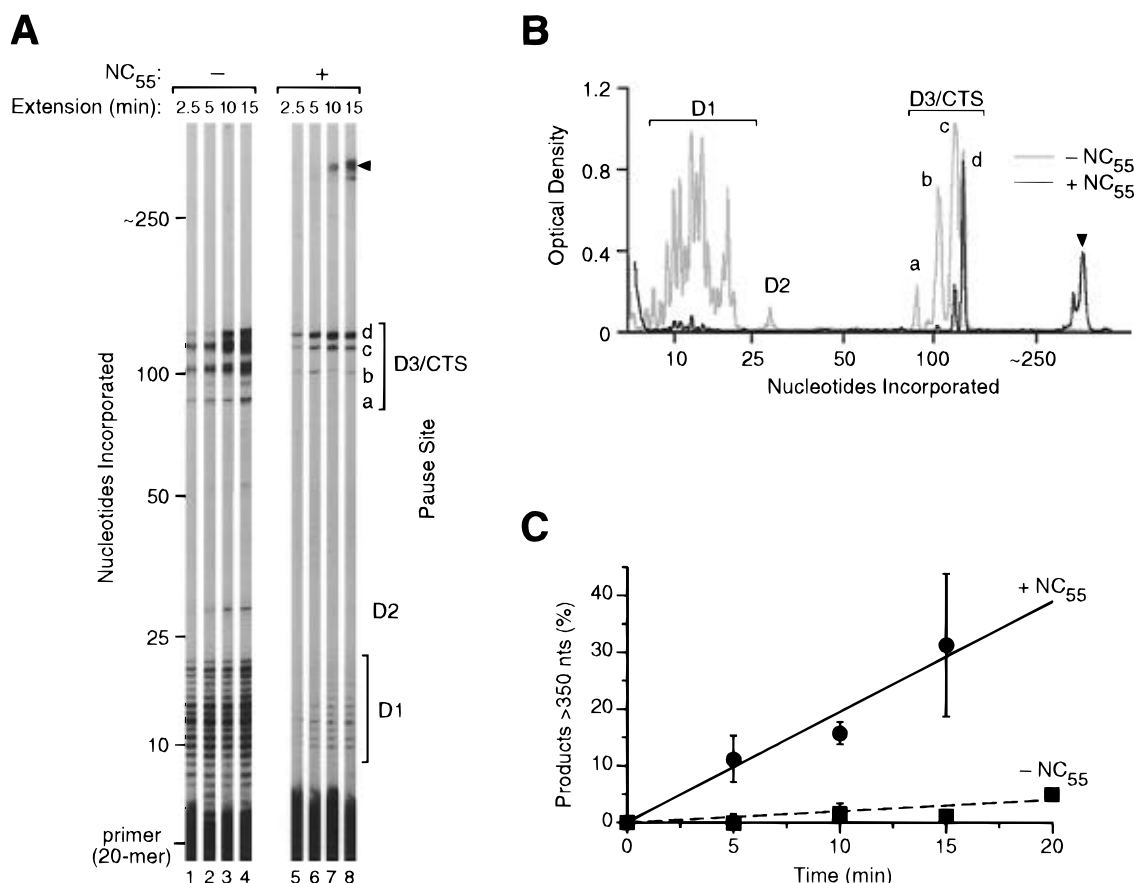 A
NC55: − +
Extension (min): 2.5 5 10 15 2.5 5 10 15
~250
100
50
25
10
primer
(20-mer)
Nucleotides Incorporated
d
c
b
a
D3/CTS
Pause Site
D2
D1
1 2 3 4 5 6 7 8
B
1.2
0.8
0.4
0
Optical Density
D1
D2
D3/CTS
a
b
c
d
− NC55
+ NC55
10 25 50 100 ~250
Nucleotides Incorporated
C
40
30
20
10
0
Products >350 nts (%)
+ NC55
− NC55
0 5 10 15 20
Time (min)